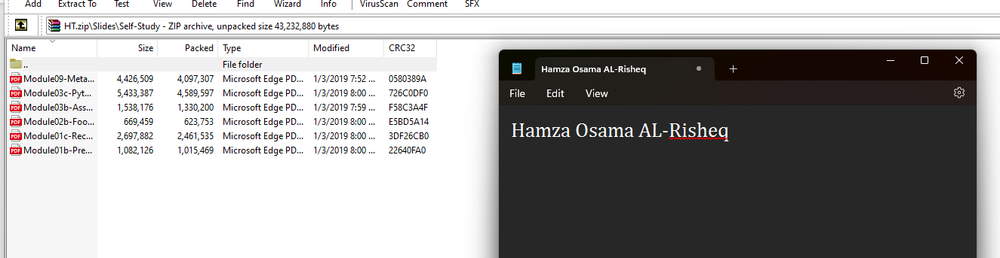 Add Extract To Test View Delete Find Wizard Info VirusScan Comment SFX
HT.zip\Slides\Self-Study - ZIP archive, unpacked size 43,232,880 bytes
Name Size Packed Type Modified CRC32
.. File folder
Module09-Meta... 4,426,509 4,097,307 Microsoft Edge PD... 1/3/2019 7:52 ... 0580389A
Module03c-Pyt... 5,433,387 4,589,597 Microsoft Edge PD... 1/3/2019 8:00 ... 726C0DF0
Module03b-Ass... 1,538,176 1,330,200 Microsoft Edge PD... 1/3/2019 7:59 ... F58C3A4F
Module02b-Foo... 669,459 623,753 Microsoft Edge PD... 1/3/2019 8:00 ... E5BD5A14
Module01c-Rec... 2,697,882 2,461,535 Microsoft Edge PD... 1/3/2019 8:00 ... 3DF26CB0
Module01b-Pre... 1,082,126 1,015,469 Microsoft Edge PD... 1/3/2019 8:00 ... 22640FA0
Hamza Osama AL-Risheq
File Edit View
Hamza Osama AL-Risheq